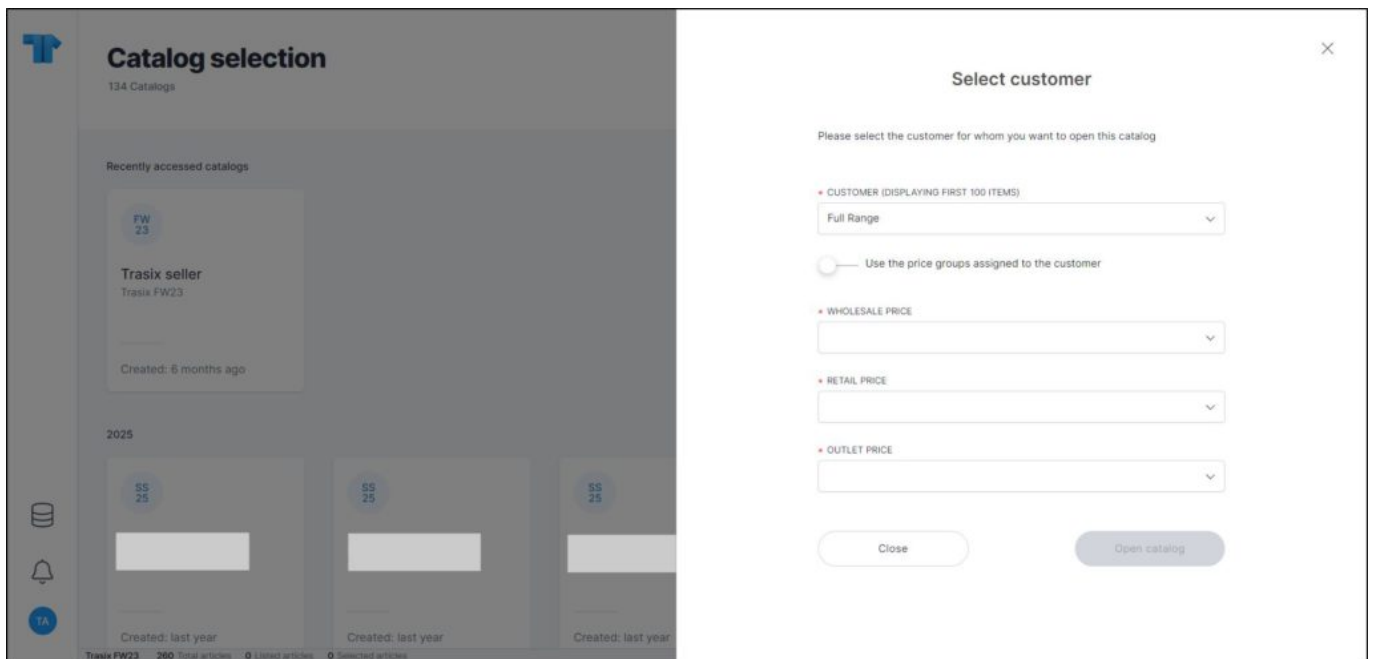 Catalog selection
134 Catalogs
Recently accessed catalogs
FW
23
Trasix seller
Trasix FW23
Created: 6 months ago
2025
SS
25
SS
25
SS
25
Created: last year
Created: last year
Created: last year
TA
Trasix FW23 260 Total articles 0 Listed articles 0 Selected articles
Select customer
Please select the customer for whom you want to open this catalog
* CUSTOMER (DISPLAYING FIRST 100 ITEMS)
Full Range
Use the price groups assigned to the customer
* WHOLESALE PRICE
* RETAIL PRICE
* OUTLET PRICE
Close
Open catalog